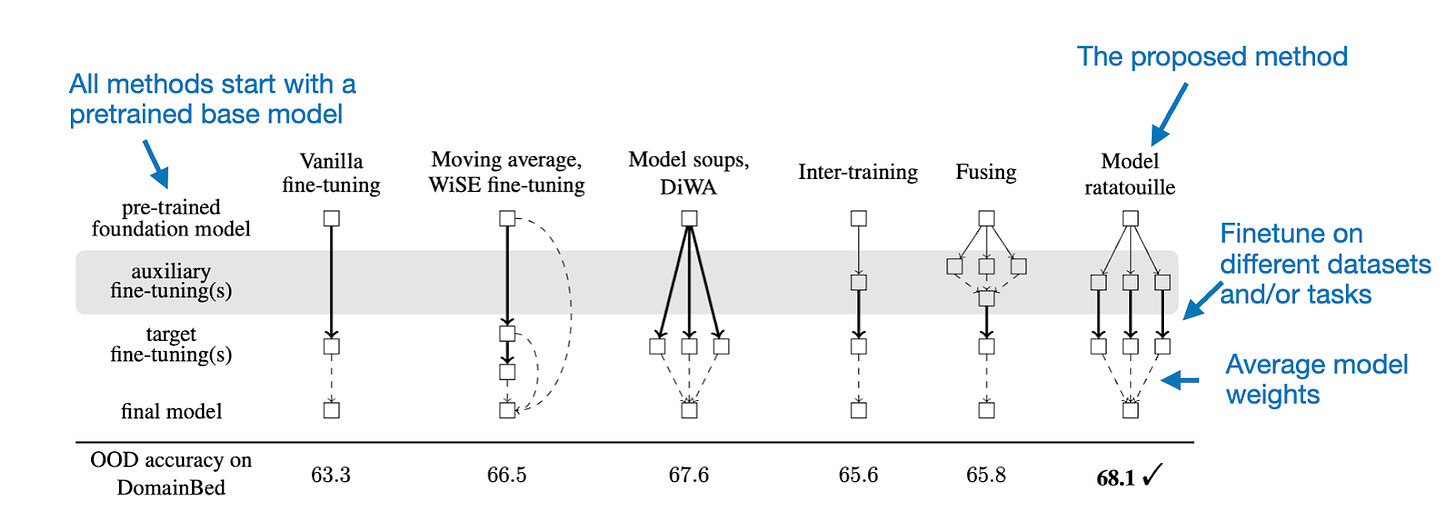 The proposed method
All methods start with a
pretrained base model
Vanilla
fine-tuning
Moving average,
WiSE fine-tuning
Model soups,
DiWA
Inter-training
Fusing
Model
ratatouille
pre-trained
foundation model
auxiliary
fine-tuning(s)
target
fine-tuning(s)
final model
Finetune on
different datasets
and/or tasks
Average model
weights
OOD accuracy on
DomainBed
63.3
66.5
67.6
65.6
65.8
68.1 ✓